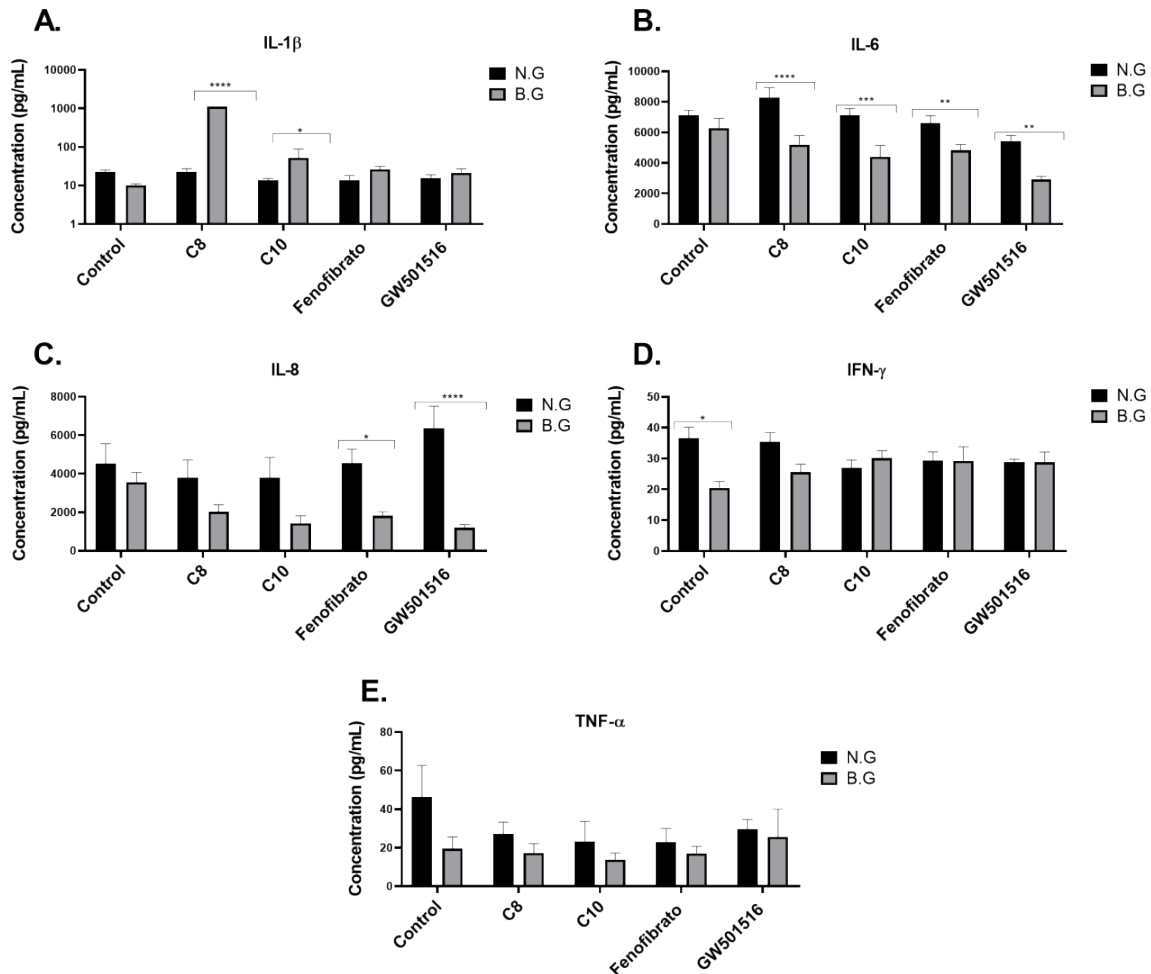 A.
IL-1β
Concentration (pg/mL)
10000
1000
100
10
1
****
*
N.G
B.G
Control
C8
C10
Fenofibrato
GW501516
B.
IL-6
Concentration (pg/mL)
10000
8000
6000
4000
2000
0
****
***
**
**
N.G
B.G
Control
C8
C10
Fenofibrato
GW501516
C.
IL-8
Concentration (pg/mL)
8000
6000
4000
2000
0
*
****
N.G
B.G
Control
C8
C10
Fenofibrato
GW501516
D.
IFN-γ
Concentration (pg/mL)
50
40
30
20
10
0
*
N.G
B.G
Control
C8
C10
Fenofibrato
GW501516
E.
TNF-α
Concentration (pg/mL)
80
60
40
20
0
N.G
B.G
Control
C8
C10
Fenofibrato
GW501516